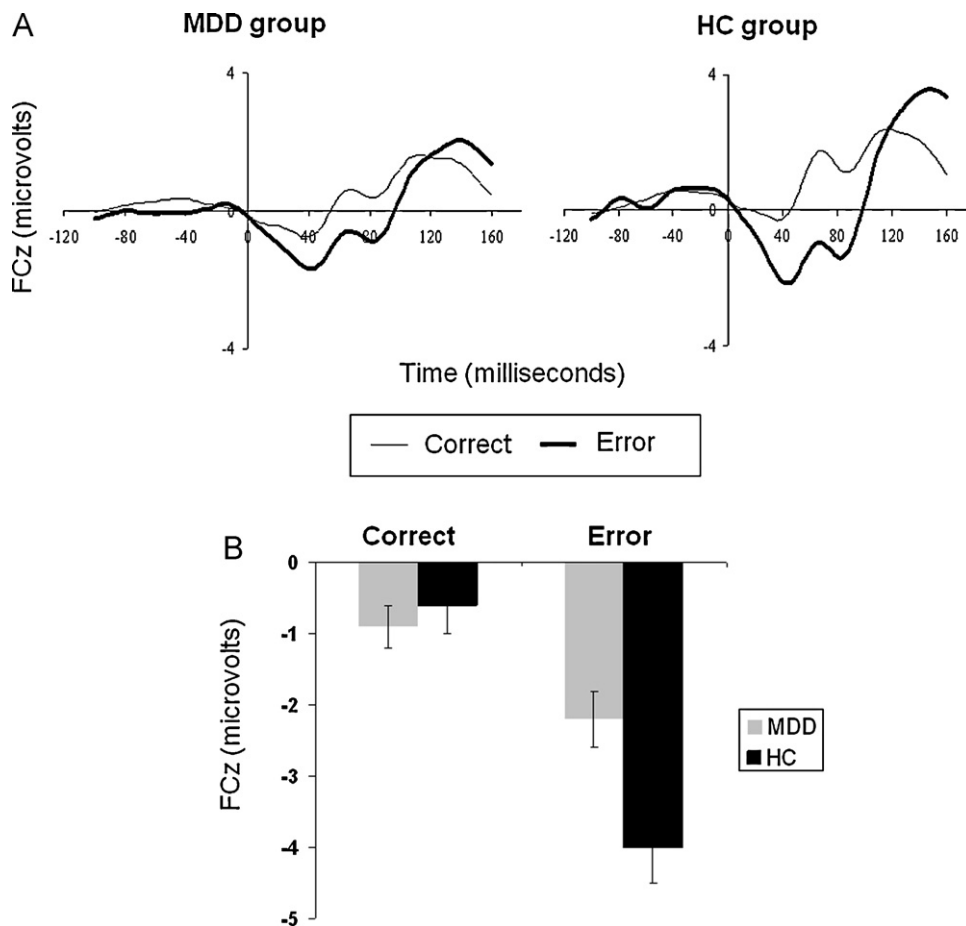 A
MDD group
HC group
FCz (microvolts)
4
0
-4
-120 -80 -40 0 40 80 120 160
4
0
-4
-120 -80 -40 0 40 80 120 160
Time (milliseconds)
Correct Error
B
Correct Error
FCz (microvolts)
0
-1
-2
-3
-4
-5
MDD
HC